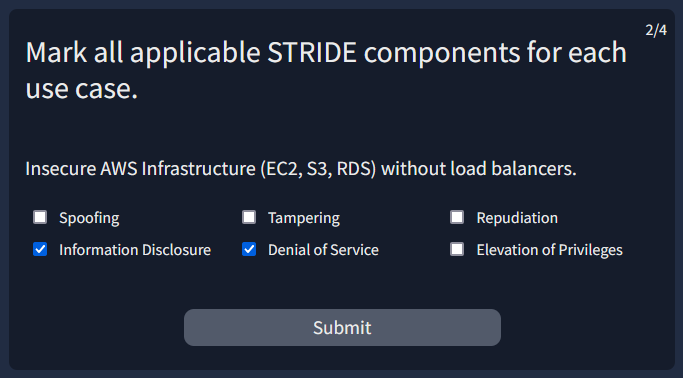 2/4
Mark all applicable STRIDE components for each
use case.
Insecure AWS Infrastructure (EC2, S3, RDS) without load balancers.
Spoofing Tampering Repudiation
Information Disclosure Denial of Service Elevation of Privileges
Submit